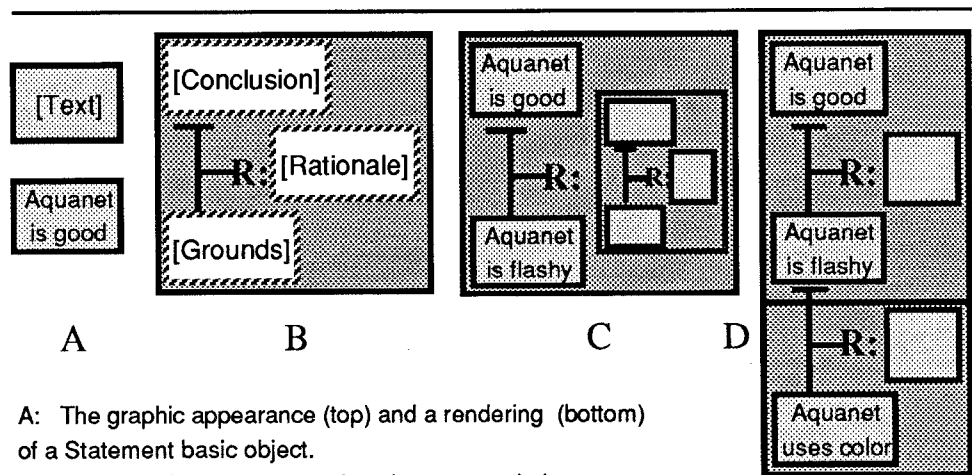 [Text]
Aquanet
is good
A
[Conclusion]
R:
[Rationale]
[Grounds]
B
Aquanet
is good
R:
R:
Aquanet
is flashy
C
D
Aquanet
is good
R:
Aquanet
is flashy
R:
Aquanet
uses color
A: The graphic appearance (top) and a rendering (bottom)
of a Statement basic object.